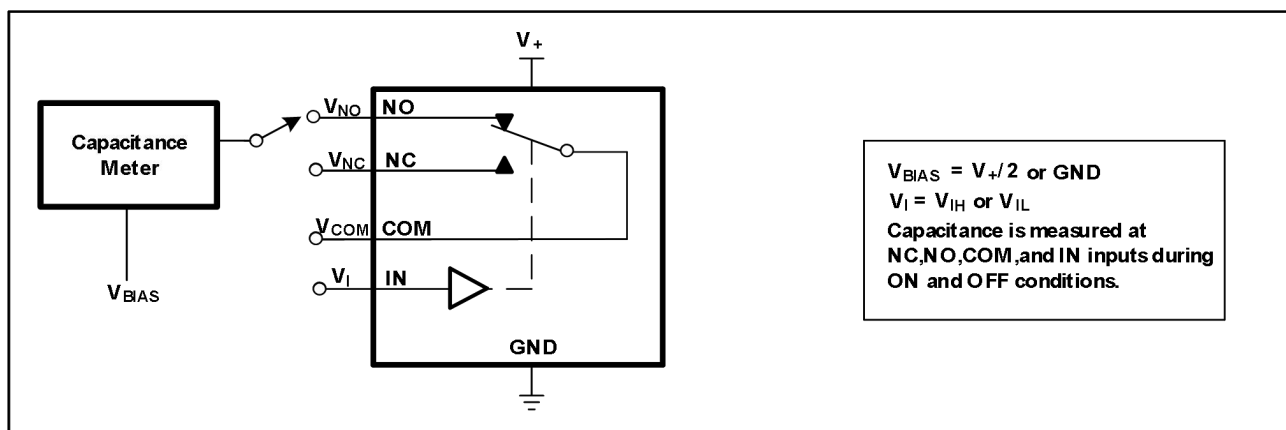 V+
Capacitance
Meter
VBIAS
VNO NO
VNC NC
VCOM COM
VI IN
GND
VBIAS = V+/2 or GND
VI = VIH or VIL
Capacitance is measured at
NC,NO,COM,and IN inputs during
ON and OFF conditions.